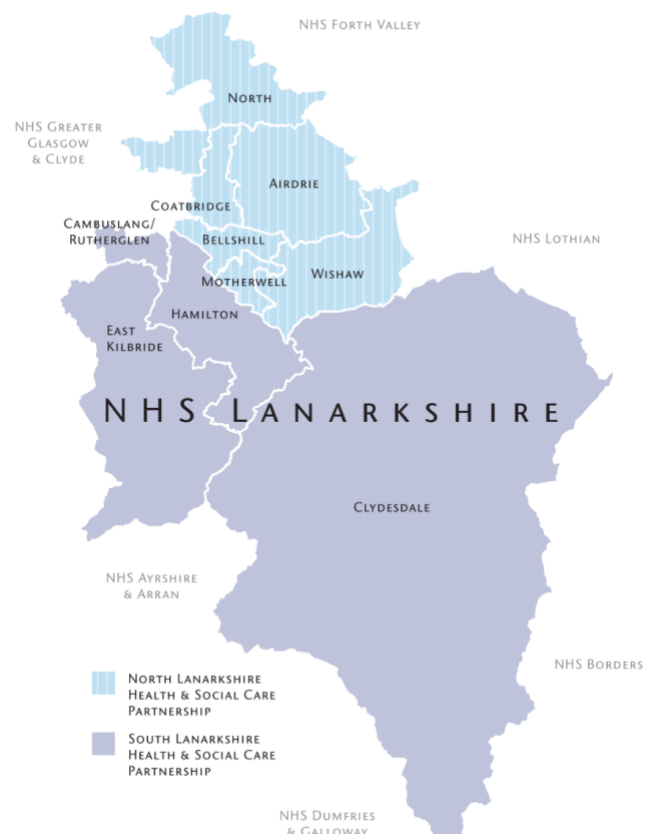 NHS FORTH VALLEY
NORTH
NHS GREATER
GLASGOW
& CLYDE
AIRDRIE
COATBRIDGE
CAMBUSLANG/
RUTHERGLEN
BELLSHILL
NHS LOTHIAN
MOTHERWELL
WISHAW
HAMILTON
EAST
KILBRIDE
NHS LANARKSHIRE
CLYDESDALE
NHS AYRSHIRE
& ARRAN
NHS BORDERS
NORTH LANARKSHIRE
HEALTH & SOCIAL CARE
PARTNERSHIP
SOUTH LANARKSHIRE
HEALTH & SOCIAL CARE
PARTNERSHIP
NHS DUMFRIES
& GALLOWAY